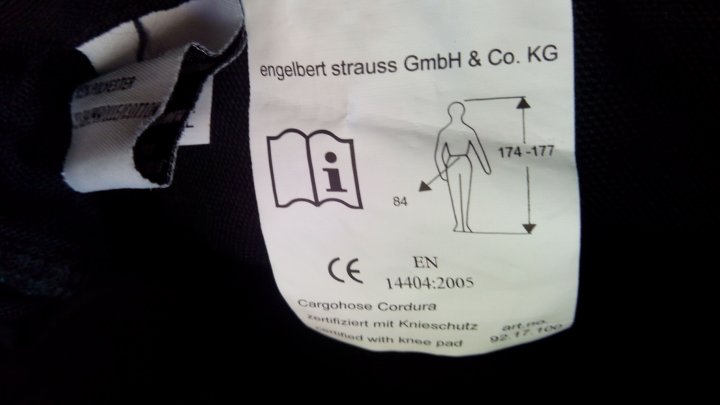 engelbert strauss GmbH & Co. KG
i
174 -177
84
CE EN
14404:2005
Cargohose Cordura
zertifiziert mit Knieschutz
certified with knee pad
art.no.
92.17.100